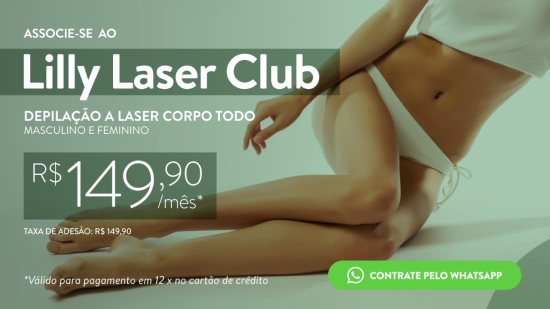 ASSOCIE-SE AO
Lilly Laser Club
DEPILAÇÃO A LASER CORPO TODO
MASCULINO E FEMININO
R$149,90
/mês*
TAXA DE ADESÃO: R$ 149,90
*Válido para pagamento em 12 x no cartão de crédito
CONTRATE PELO WHATSAPP